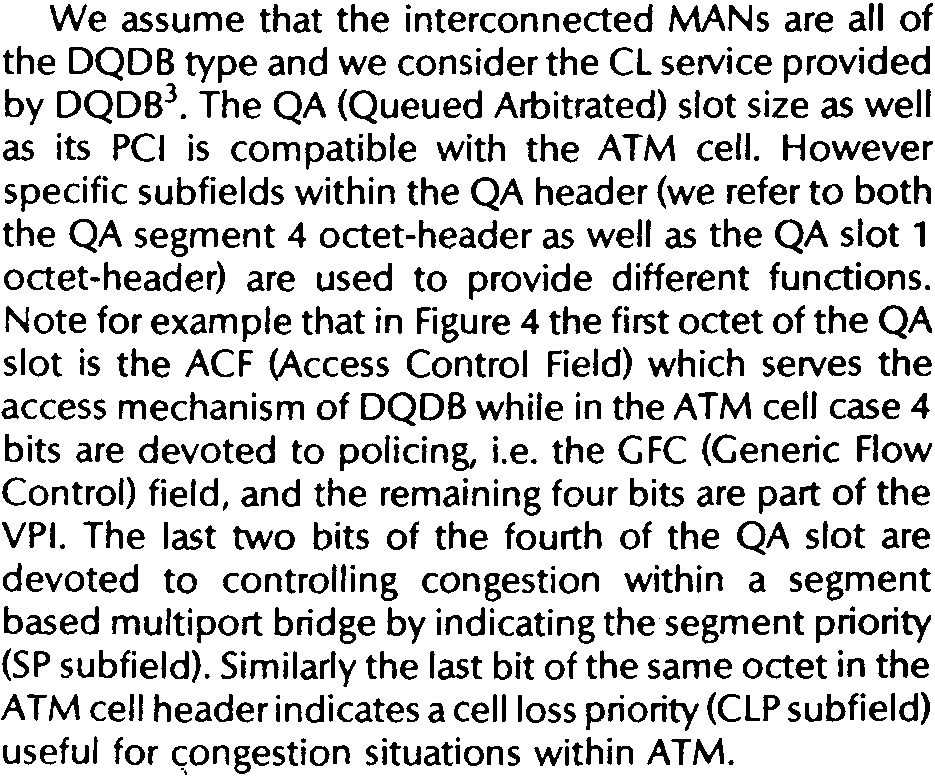 We assume that the interconnected MANs are all of
the DQDB type and we consider the CL service provided
by DQDB³. The QA (Queued Arbitrated) slot size as well
as its PCI is compatible with the ATM cell. However
specific subfields within the QA header (we refer to both
the QA segment 4 octet-header as well as the QA slot 1
octet-header) are used to provide different functions.
Note for example that in Figure 4 the first octet of the QA
slot is the ACF (Access Control Field) which serves the
access mechanism of DQDB while in the ATM cell case 4
bits are devoted to policing, i.e. the GFC (Generic Flow
Control) field, and the remaining four bits are part of the
VPI. The last two bits of the fourth of the QA slot are
devoted to controlling congestion within a segment
based multiport bridge by indicating the segment priority
(SP subfield). Similarly the last bit of the same octet in the
ATM cell header indicates a cell loss priority (CLP subfield)
useful for congestion situations within ATM.